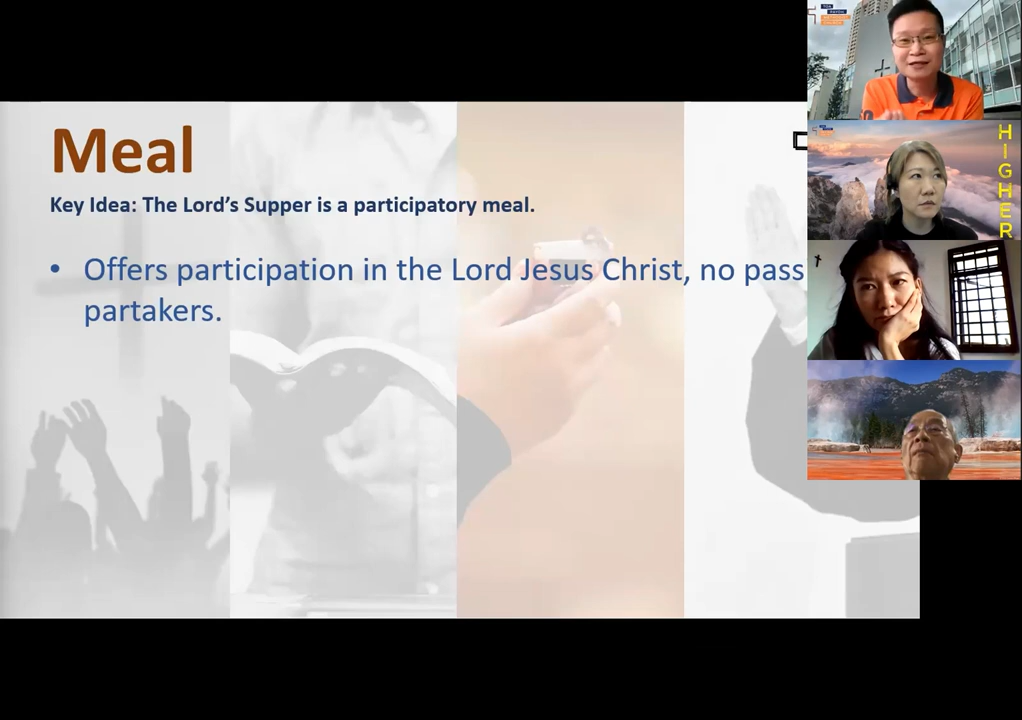 Meal
Key Idea: The Lord's Supper is a participatory meal.
• Offers participation in the Lord Jesus Christ, no pass
partakers.
HIGHER